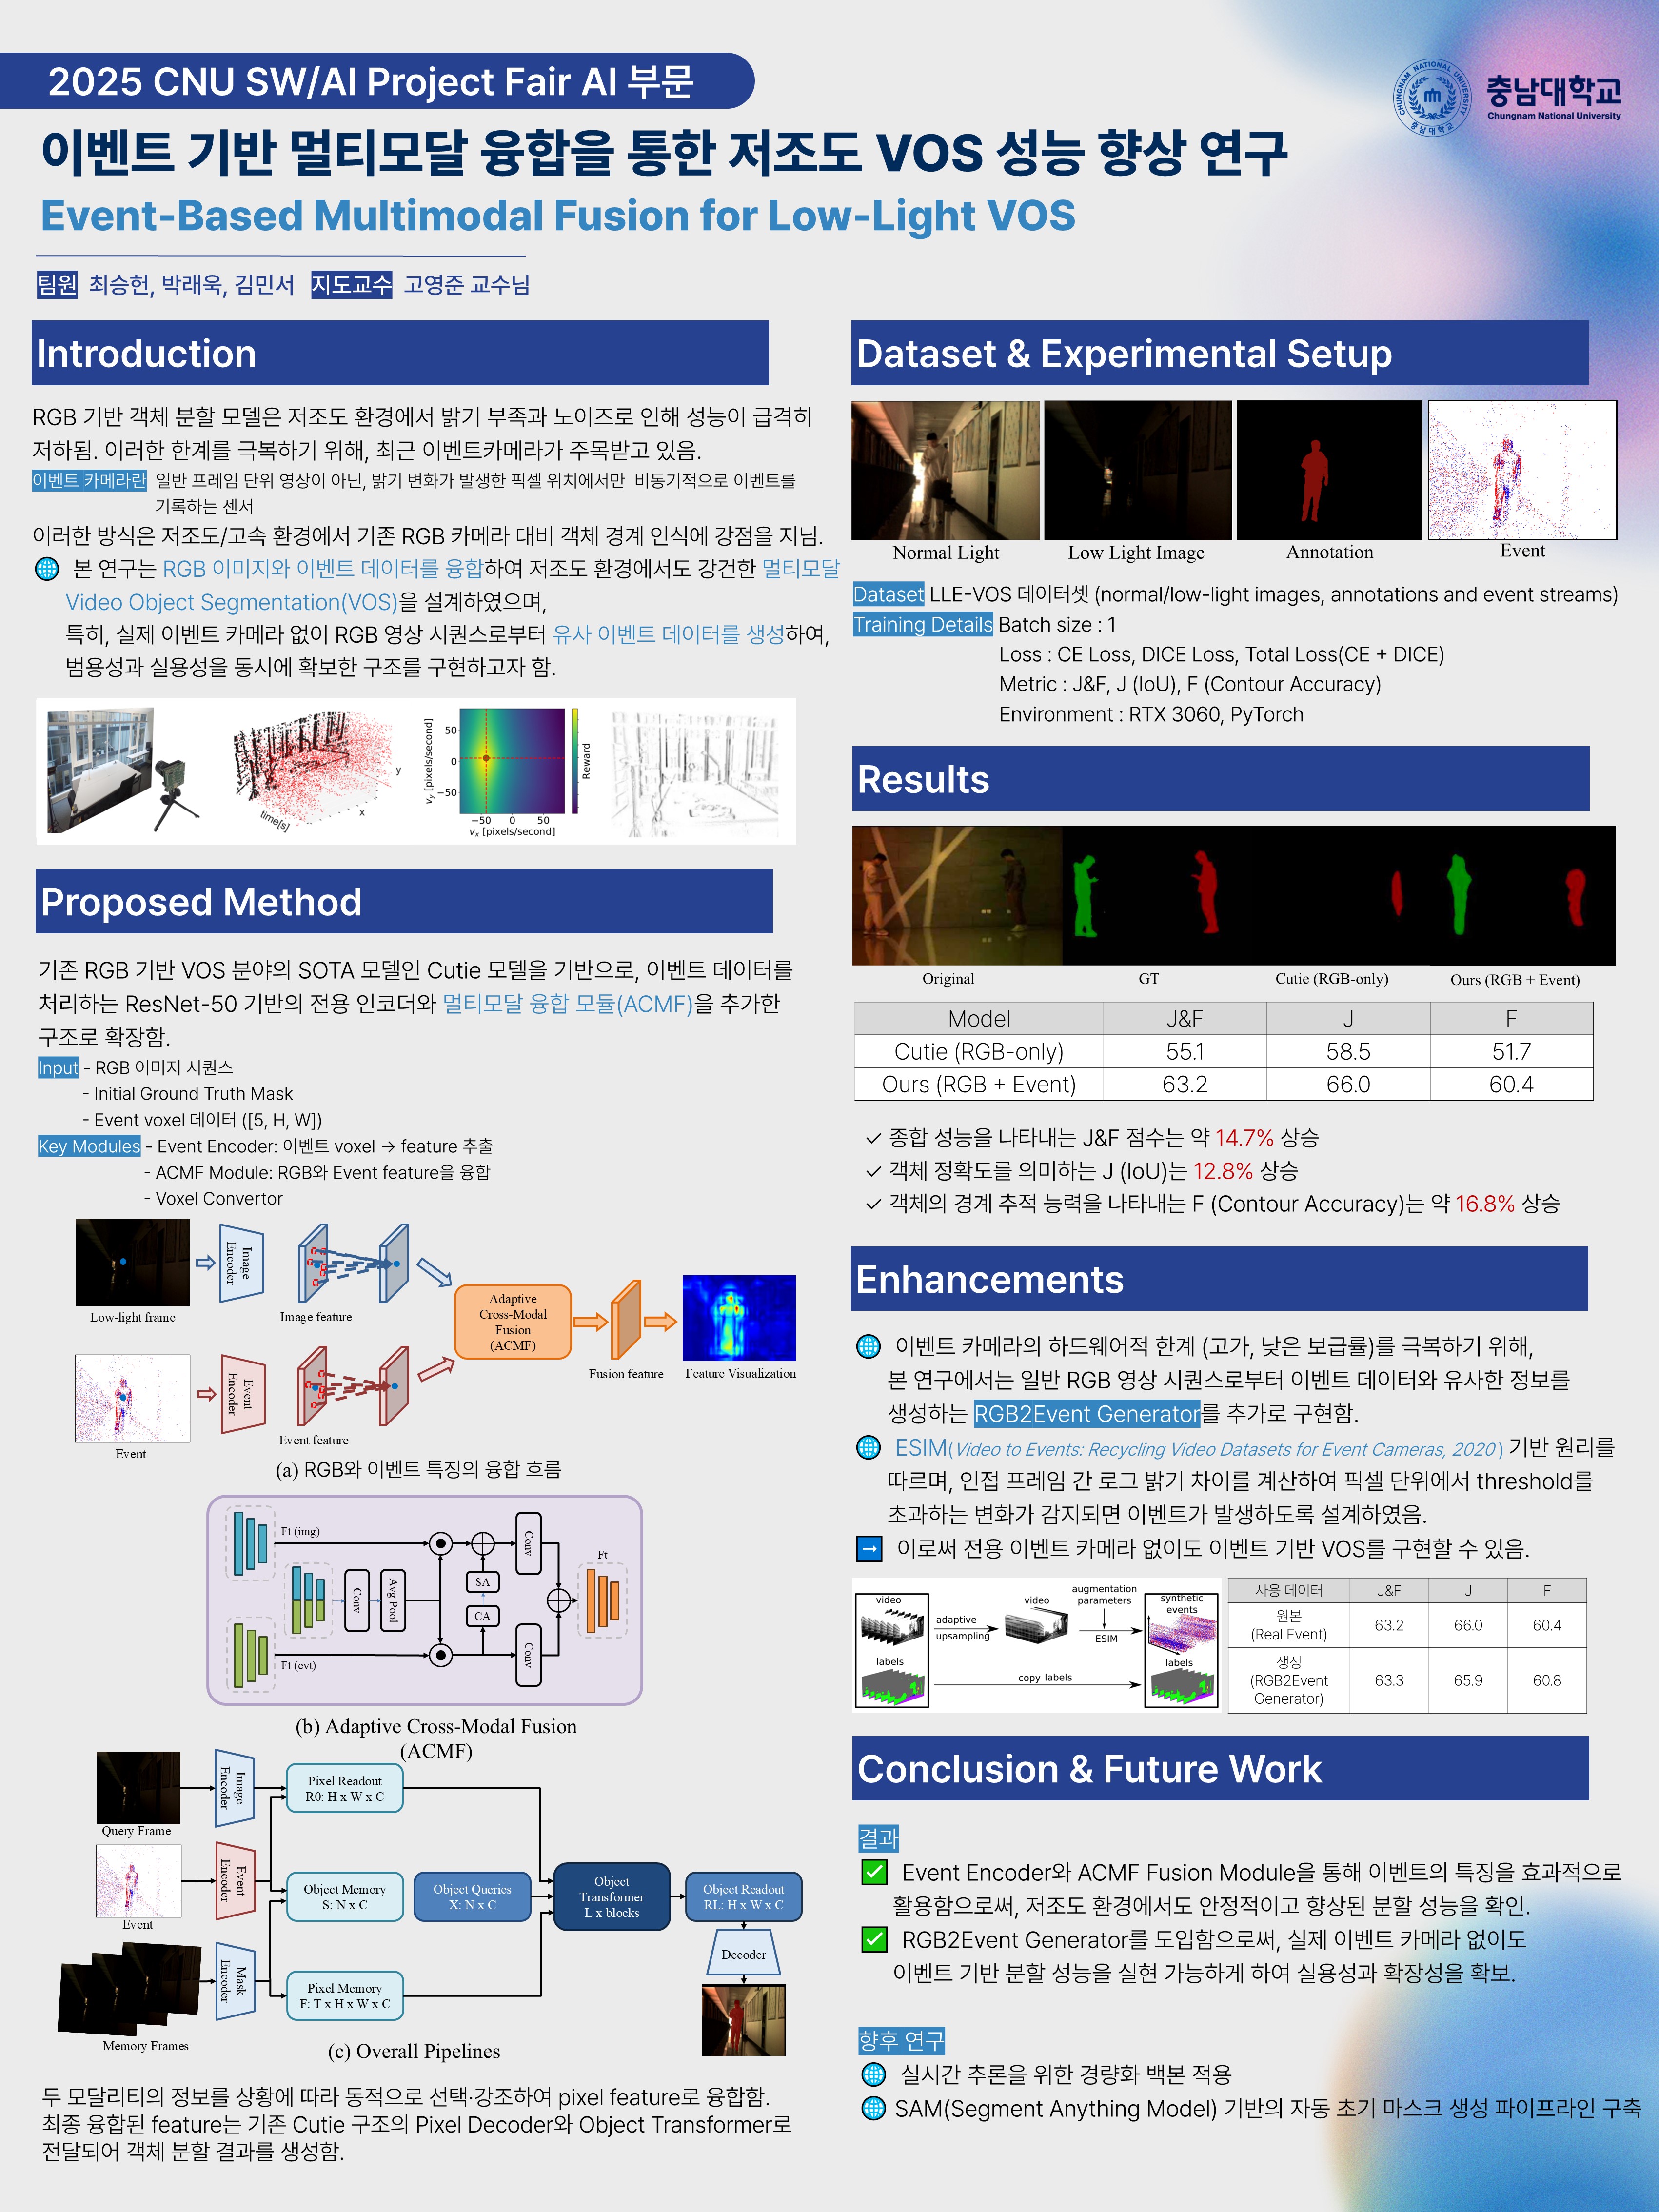 2025 CNU SW/AI Project Fair AI 부문
CHUNGNAM NATIONAL UNIVERSITY
충남대학교
충남대학교
Chungnam National University
이벤트 기반 멀티모달 융합을 통한 저조도 VOS 성능 향상 연구
Event-Based Multimodal Fusion for Low-Light VOS
팀원 최승헌, 박래욱, 김민서 지도교수 고영준 교수님
Introduction
RGB 기반 객체 분할 모델은 저조도 환경에서 밝기 부족과 노이즈로 인해 성능이 급격히
저하됨. 이러한 한계를 극복하기 위해, 최근 이벤트카메라가 주목받고 있음.
이벤트 카메라란 일반 프레임 단위 영상이 아닌, 밝기 변화가 발생한 픽셀 위치에서만 비동기적으로 이벤트를
기록하는 센서
이러한 방식은 저조도/고속 환경에서 기존 RGB 카메라 대비 객체 경계 인식에 강점을 지님.
본 연구는 RGB 이미지와 이벤트 데이터를 융합하여 저조도 환경에서도 강건한 멀티모달
Video Object Segmentation(VOS)을 설계하였으며,
특히, 실제 이벤트 카메라 없이 RGB 영상 시퀀스로부터 유사 이벤트 데이터를 생성하여,
범용성과 실용성을 동시에 확보한 구조를 구현하고자 함.
time[s]
x
y
50
0
−50
vy [pixels/second]
−50 0 50
vx [pixels/second]
Reward
Proposed Method
기존 RGB 기반 VOS 분야의 SOTA 모델인 Cutie 모델을 기반으로, 이벤트 데이터를
처리하는 ResNet-50 기반의 전용 인코더와 멀티모달 융합 모듈(ACMF)을 추가한
구조로 확장함.
Input - RGB 이미지 시퀀스
- Initial Ground Truth Mask
- Event voxel 데이터 ([5, H, W])
Key Modules - Event Encoder: 이벤트 voxel → feature 추출
- ACMF Module: RGB와 Event feature을 융합
- Voxel Convertor
Image Encoder
Low-light frame
Image feature
Adaptive
Cross-Modal
Fusion
(ACMF)
Fusion feature
Feature Visualization
Event Encoder
Event
Event feature
(a) RGB와 이벤트 특징의 융합 흐름
Ft (img)
Conv
Avg Pool
SA
CA
Conv
Conv
Ft
Ft (evt)
(b) Adaptive Cross-Modal Fusion
(ACMF)
Image Encoder
Pixel Readout
R0: H x W x C
Query Frame
Event Encoder
Event
Object Memory
S: N x C
Object Queries
X: N x C
Object
Transformer
L x blocks
Object Readout
RL: H x W x C
Decoder
Mask Encoder
Pixel Memory
F: T x H x W x C
Memory Frames
(c) Overall Pipelines
두 모달리티의 정보를 상황에 따라 동적으로 선택·강조하여 pixel feature로 융합함.
최종 융합된 feature는 기존 Cutie 구조의 Pixel Decoder와 Object Transformer로
전달되어 객체 분할 결과를 생성함.
Dataset & Experimental Setup
Normal Light
Low Light Image
Annotation
Event
Dataset LLE-VOS 데이터셋 (normal/low-light images, annotations and event streams)
Training Details Batch size : 1
Loss : CE Loss, DICE Loss, Total Loss(CE + DICE)
Metric : J&F, J (IoU), F (Contour Accuracy)
Environment : RTX 3060, PyTorch
Results
Original
GT
Cutie (RGB-only)
Ours (RGB + Event)
Model J&F J F
Cutie (RGB-only) 55.1 58.5 51.7
Ours (RGB + Event) 63.2 66.0 60.4
✓ 종합 성능을 나타내는 J&F 점수는 약 14.7% 상승
✓ 객체 정확도를 의미하는 J (IoU)는 12.8% 상승
✓ 객체의 경계 추적 능력을 나타내는 F (Contour Accuracy)는 약 16.8% 상승
Enhancements
이벤트 카메라의 하드웨어적 한계 (고가, 낮은 보급률)를 극복하기 위해,
본 연구에서는 일반 RGB 영상 시퀀스로부터 이벤트 데이터와 유사한 정보를
생성하는 RGB2Event Generator를 추가로 구현함.
ESIM(Video to Events: Recycling Video Datasets for Event Cameras, 2020) 기반 원리를
따르며, 인접 프레임 간 로그 밝기 차이를 계산하여 픽셀 단위에서 threshold를
초과하는 변화가 감지되면 이벤트가 발생하도록 설계하였음.
→ 이로써 전용 이벤트 카메라 없이도 이벤트 기반 VOS를 구현할 수 있음.
video
labels
adaptive
upsampling
video
augmentation
parameters
ESIM
synthetic
events
labels
copy labels
사용 데이터 J&F J F
원본
(Real Event) 63.2 66.0 60.4
생성
(RGB2Event
Generator) 63.3 65.9 60.8
Conclusion & Future Work
결과
Event Encoder와 ACMF Fusion Module을 통해 이벤트의 특징을 효과적으로
활용함으로써, 저조도 환경에서도 안정적이고 향상된 분할 성능을 확인.
RGB2Event Generator를 도입함으로써, 실제 이벤트 카메라 없이도
이벤트 기반 분할 성능을 실현 가능하게 하여 실용성과 확장성을 확보.
향후 연구
실시간 추론을 위한 경량화 백본 적용
SAM(Segment Anything Model) 기반의 자동 초기 마스크 생성 파이프라인 구축